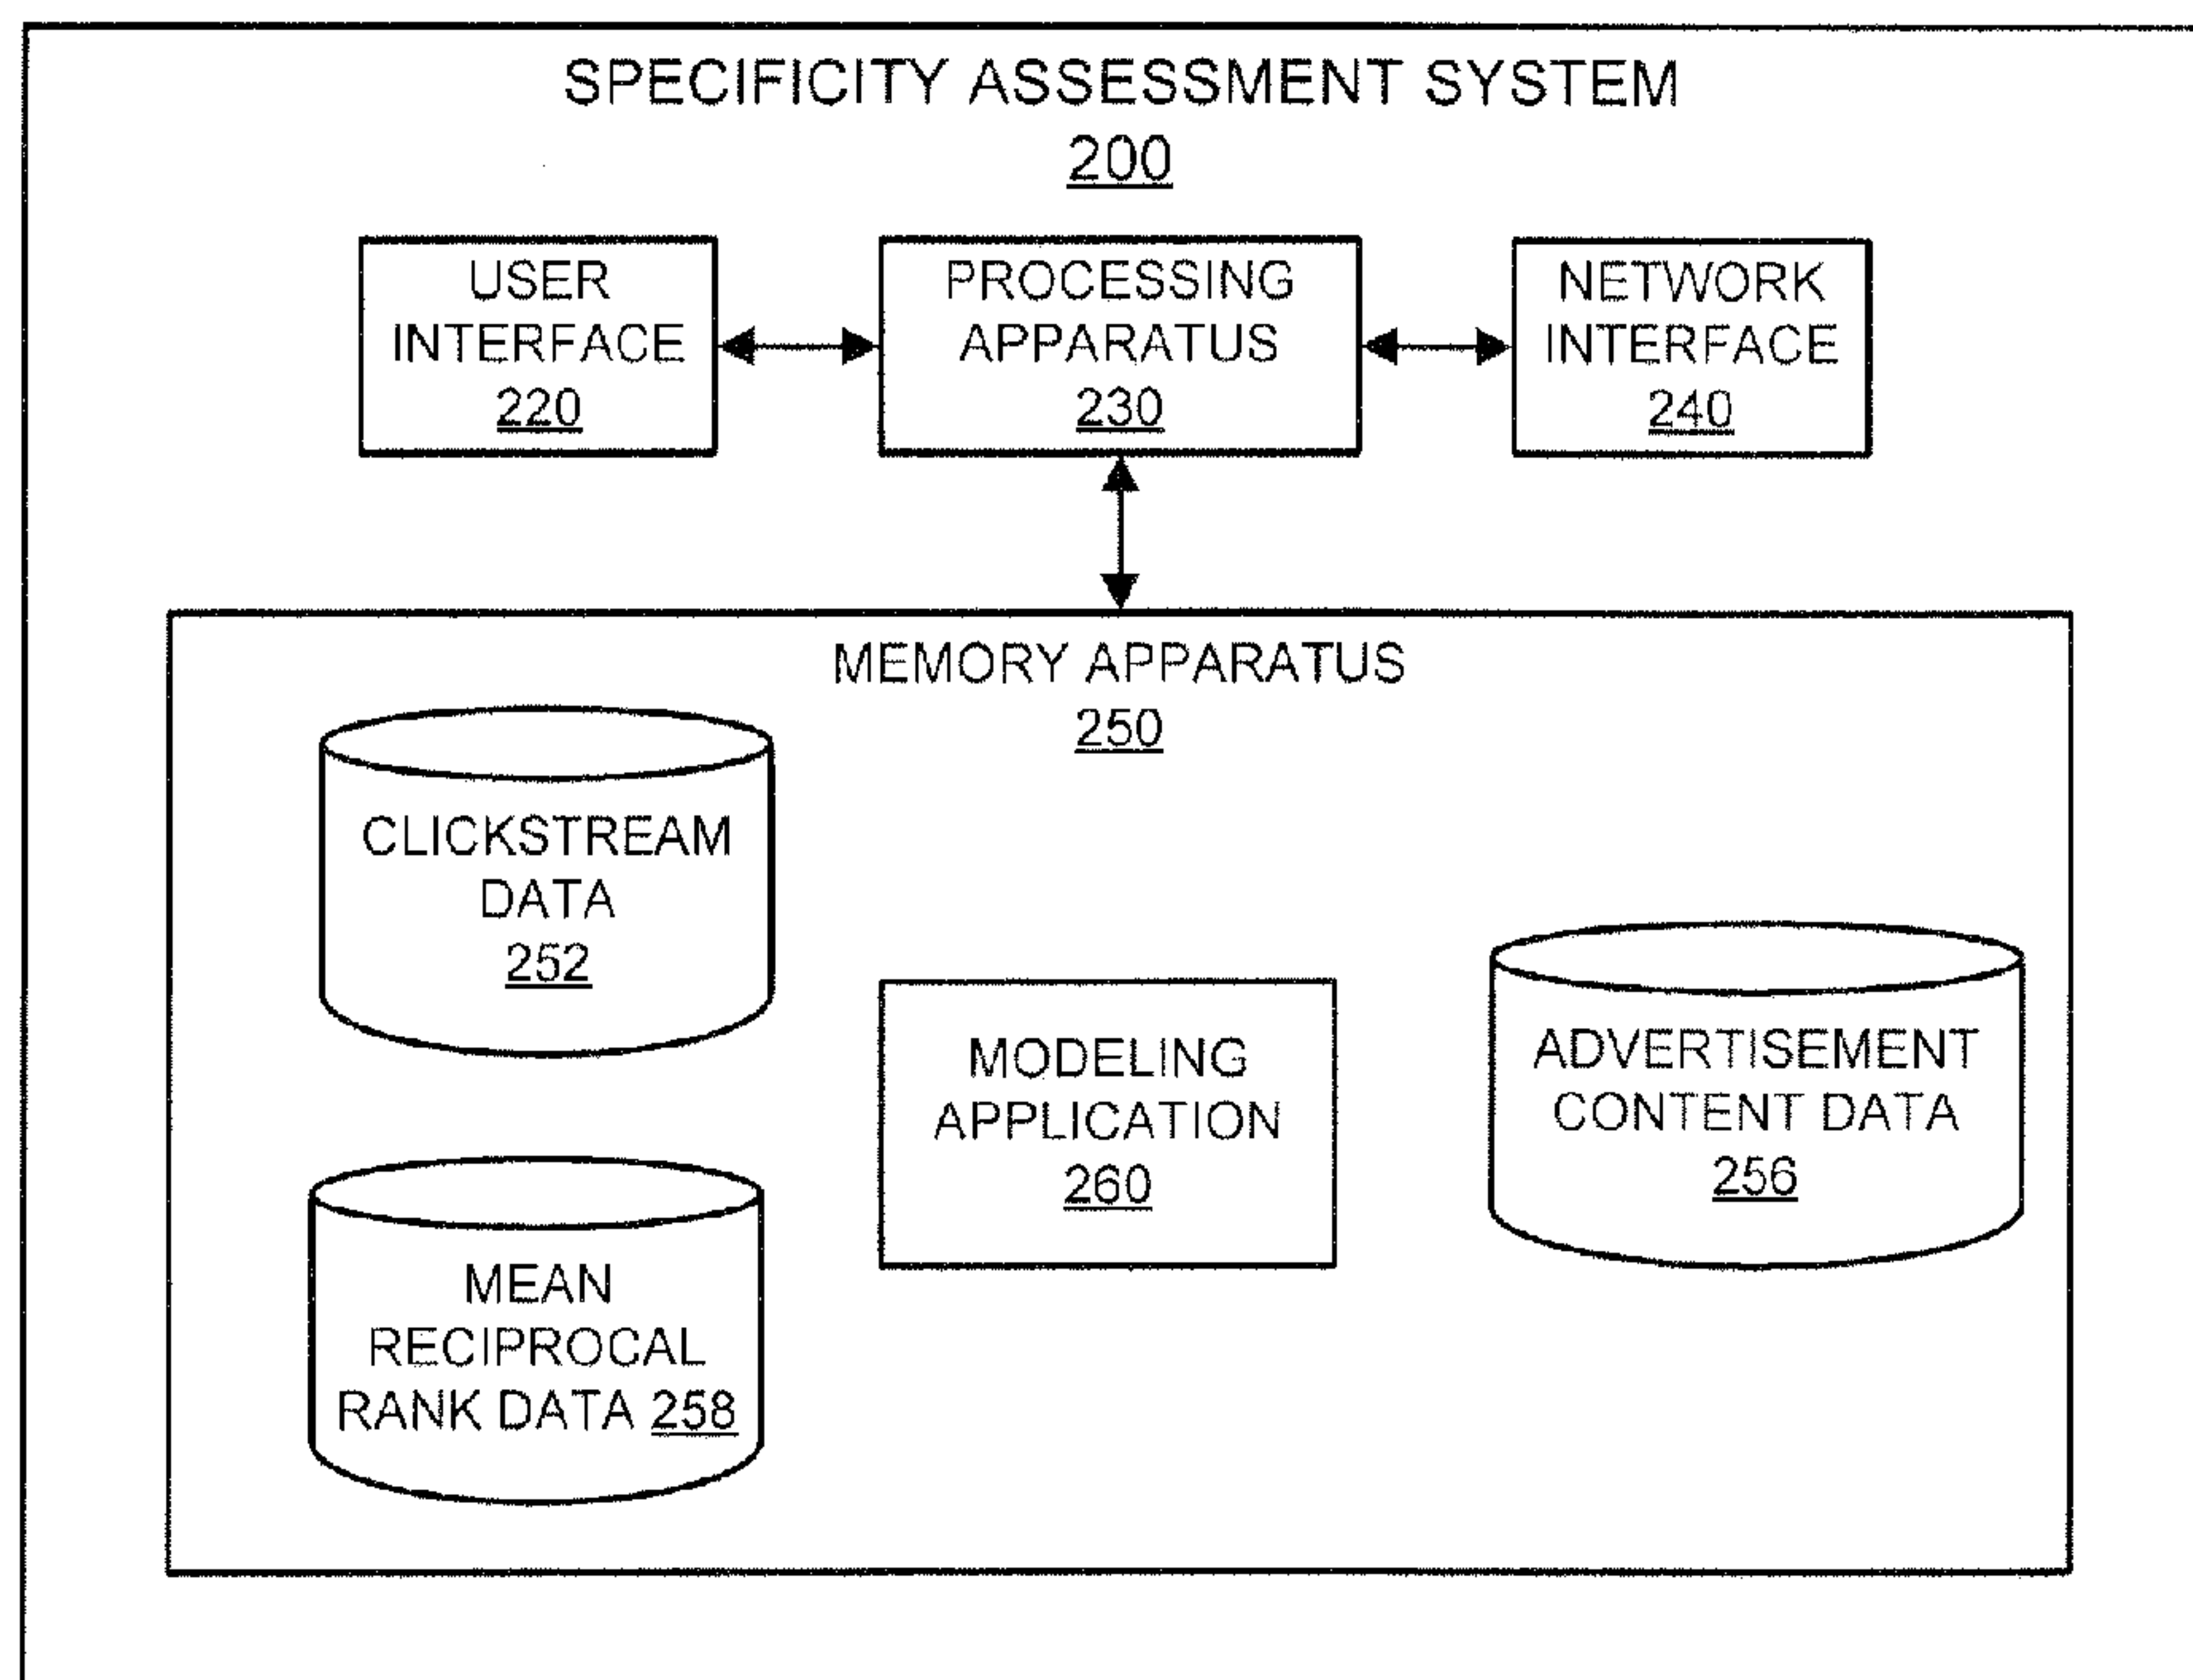 SPECIFICITY ASSESSMENT SYSTEM
200
USER
INTERFACE
220
PROCESSING
APPARATUS
230
NETWORK
INTERFACE
240
MEMORY APPARATUS
250
CLICKSTREAM
DATA
252
MODELING
APPLICATION
260
ADVERTISEMENT
CONTENT DATA
256
MEAN
RECIPROCAL
RANK DATA 258